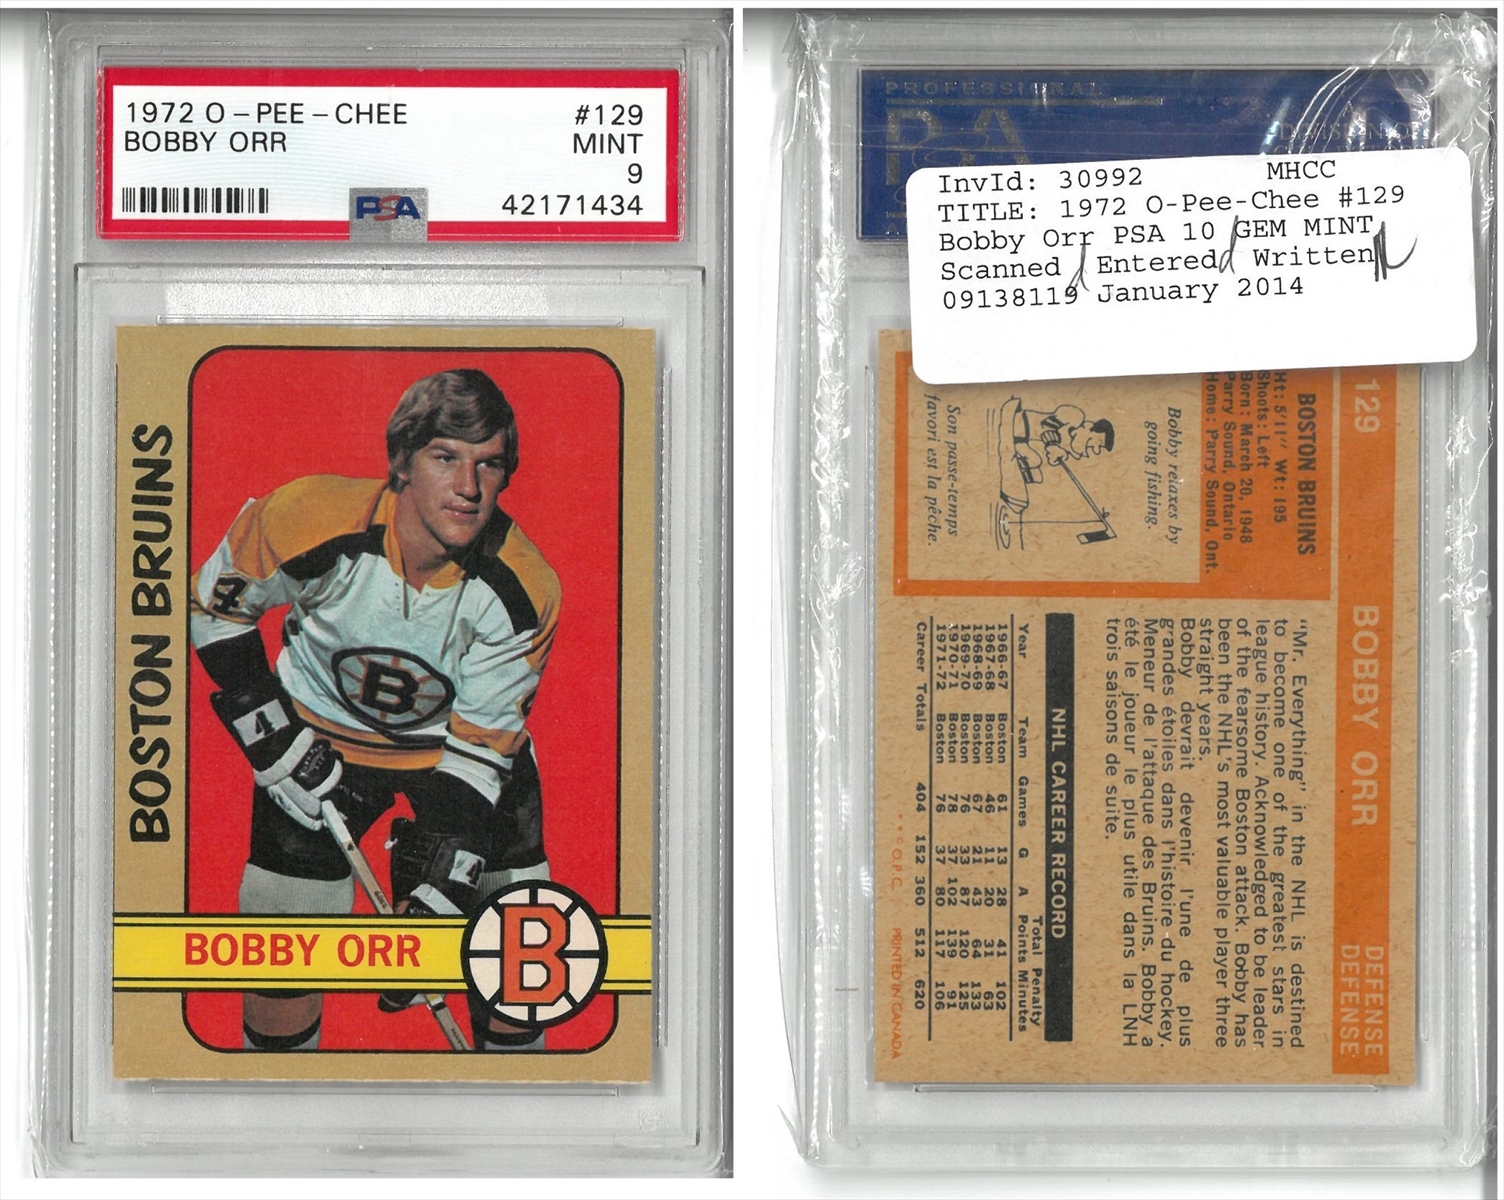 1972 O-PEE-CHEE #129
BOBBY ORR MINT
9
PSA 42171434
BOSTON BRUINS
4
B
4
4
4
BOBBY ORR
B
PROFESSIONAL
PSA
DIVISION OF
InvId: 30992 MHCC
TITLE: 1972 O-Pee-Chee #129
Bobby Orr PSA 10 GEM MINT
Scanned Entered Written
09138119 January 2014
129 BOBBY ORR DEFENSE
DEFENSE
BOSTON BRUINS
Ht: 5'11" Wt: 195
Shoots: Left
Born: March 20, 1948
Parry Sound, Ontario
Home: Parry Sound, Ont.
Bobby relaxes by
going fishing.
Son passe-temps
favori est la pêche.
"Mr. Everything" in the NHL is destined
to become one of the greatest stars in
league history. Acknowledged to be leader
of the fearsome Boston attack. Bobby has
been the NHL's most valuable player three
straight years.
Bobby devrait devenir l'une de plus
grandes étoiles dans l'histoire du hockey.
Meneur de l'attaque des Bruins. Bobby a
été le joueur le plus utile dans la LNH
trois saisons de suite.
NHL CAREER RECORD
Total Penalty
Year Team Games G A Points Minutes
1966-67 Boston 61 13 28 41 102
1967-68 Boston 46 11 20 31 63
1968-69 Boston 67 21 43 64 133
1969-70 Boston 76 33 87 120 125
1970-71 Boston 78 37 102 139 91
1971-72 Boston 76 37 80 117 106
Career Totals 404 152 360 512 620
* * © O.P.C. PRINTED IN CANADA